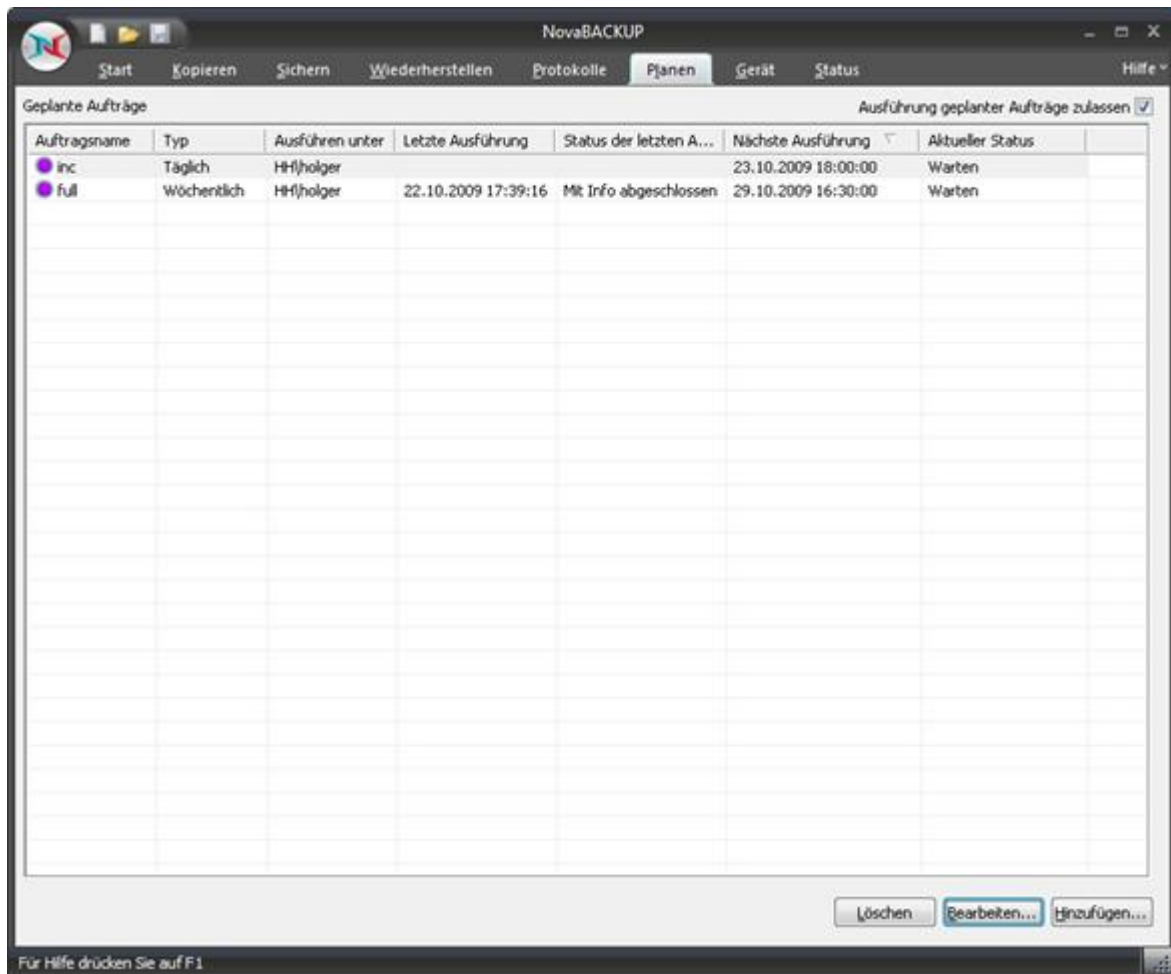 NovaBACKUP
Start Kopieren Sichern Wiederherstellen Protokolle Planen Gerät Status Hilfe
Geplante Aufträge Ausführung geplanter Aufträge zulassen
Auftragsname Typ Ausführen unter Letzte Ausführung Status der letzten A... Nächste Ausführung Aktueller Status
inc Täglich HH\holger 23.10.2009 18:00:00 Warten
full Wöchentlich HH\holger 22.10.2009 17:39:16 Mit Info abgeschlossen 29.10.2009 16:30:00 Warten
Löschen Bearbeiten... Hinzufügen...
Für Hilfe drücken Sie auf F1